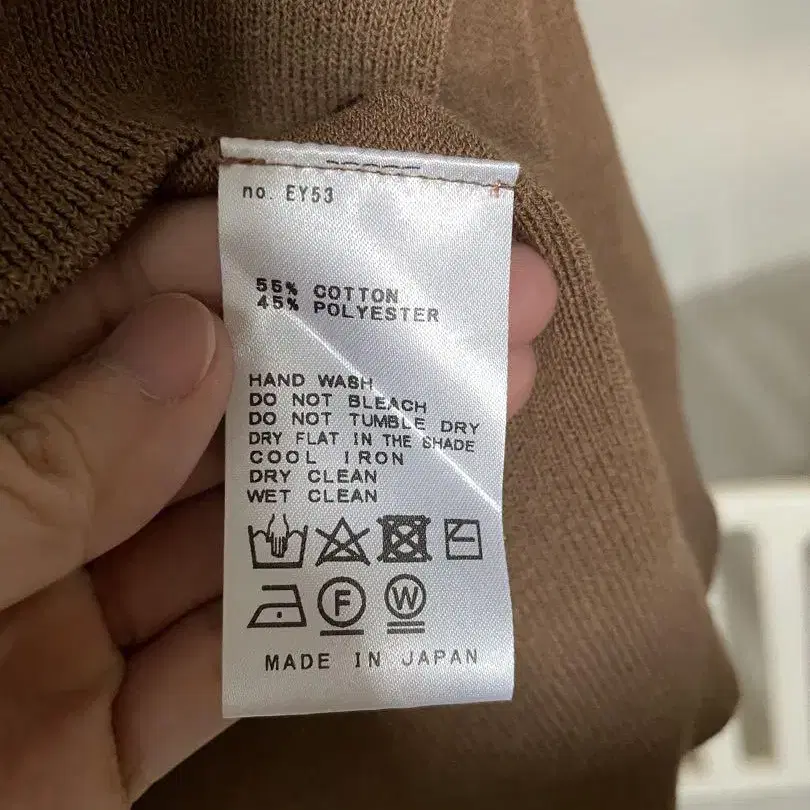 no. EY53
55% COTTON
45% POLYESTER
HAND WASH
DO NOT BLEACH
DO NOT TUMBLE DRY
DRY FLAT IN THE SHADE
COOL IRON
DRY CLEAN
WET CLEAN
F W
MADE IN JAPAN